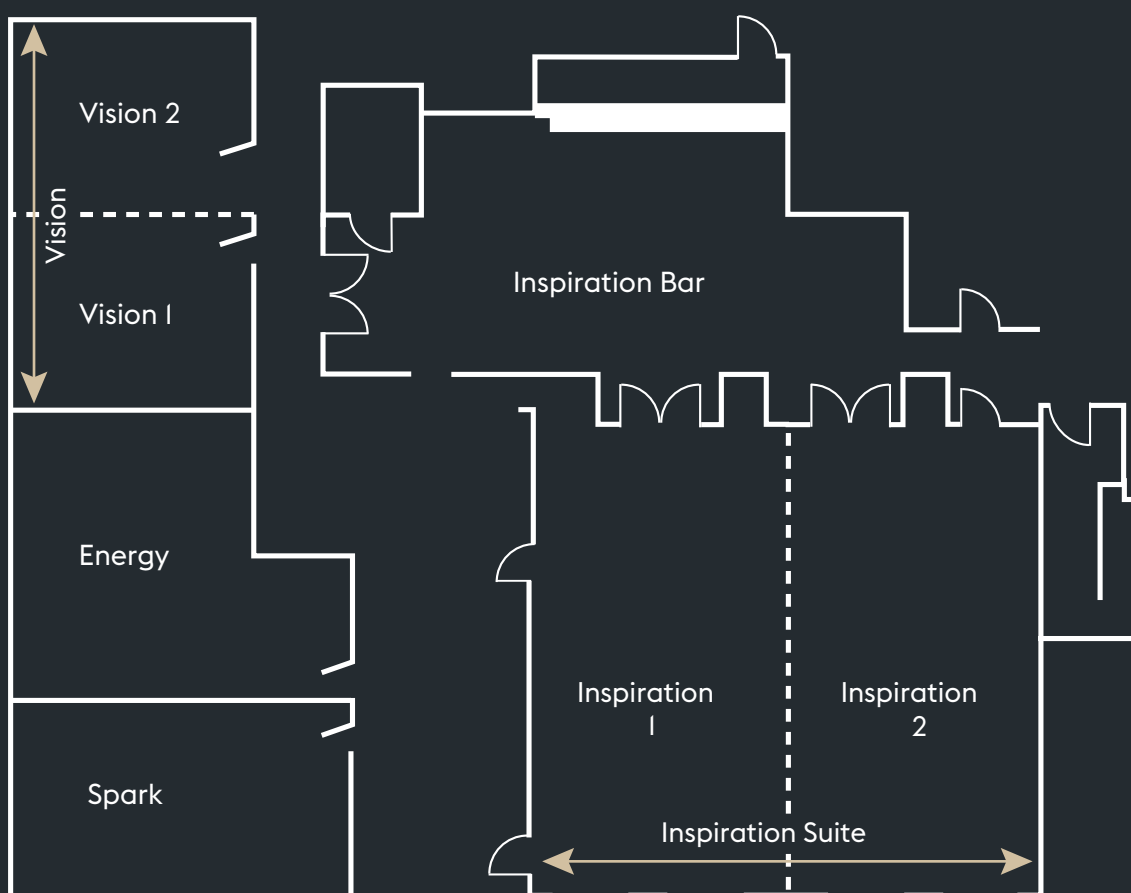 Vision 2
Vision
Vision 1
Inspiration Bar
Energy
Inspiration
1
Inspiration
2
Spark
Inspiration Suite